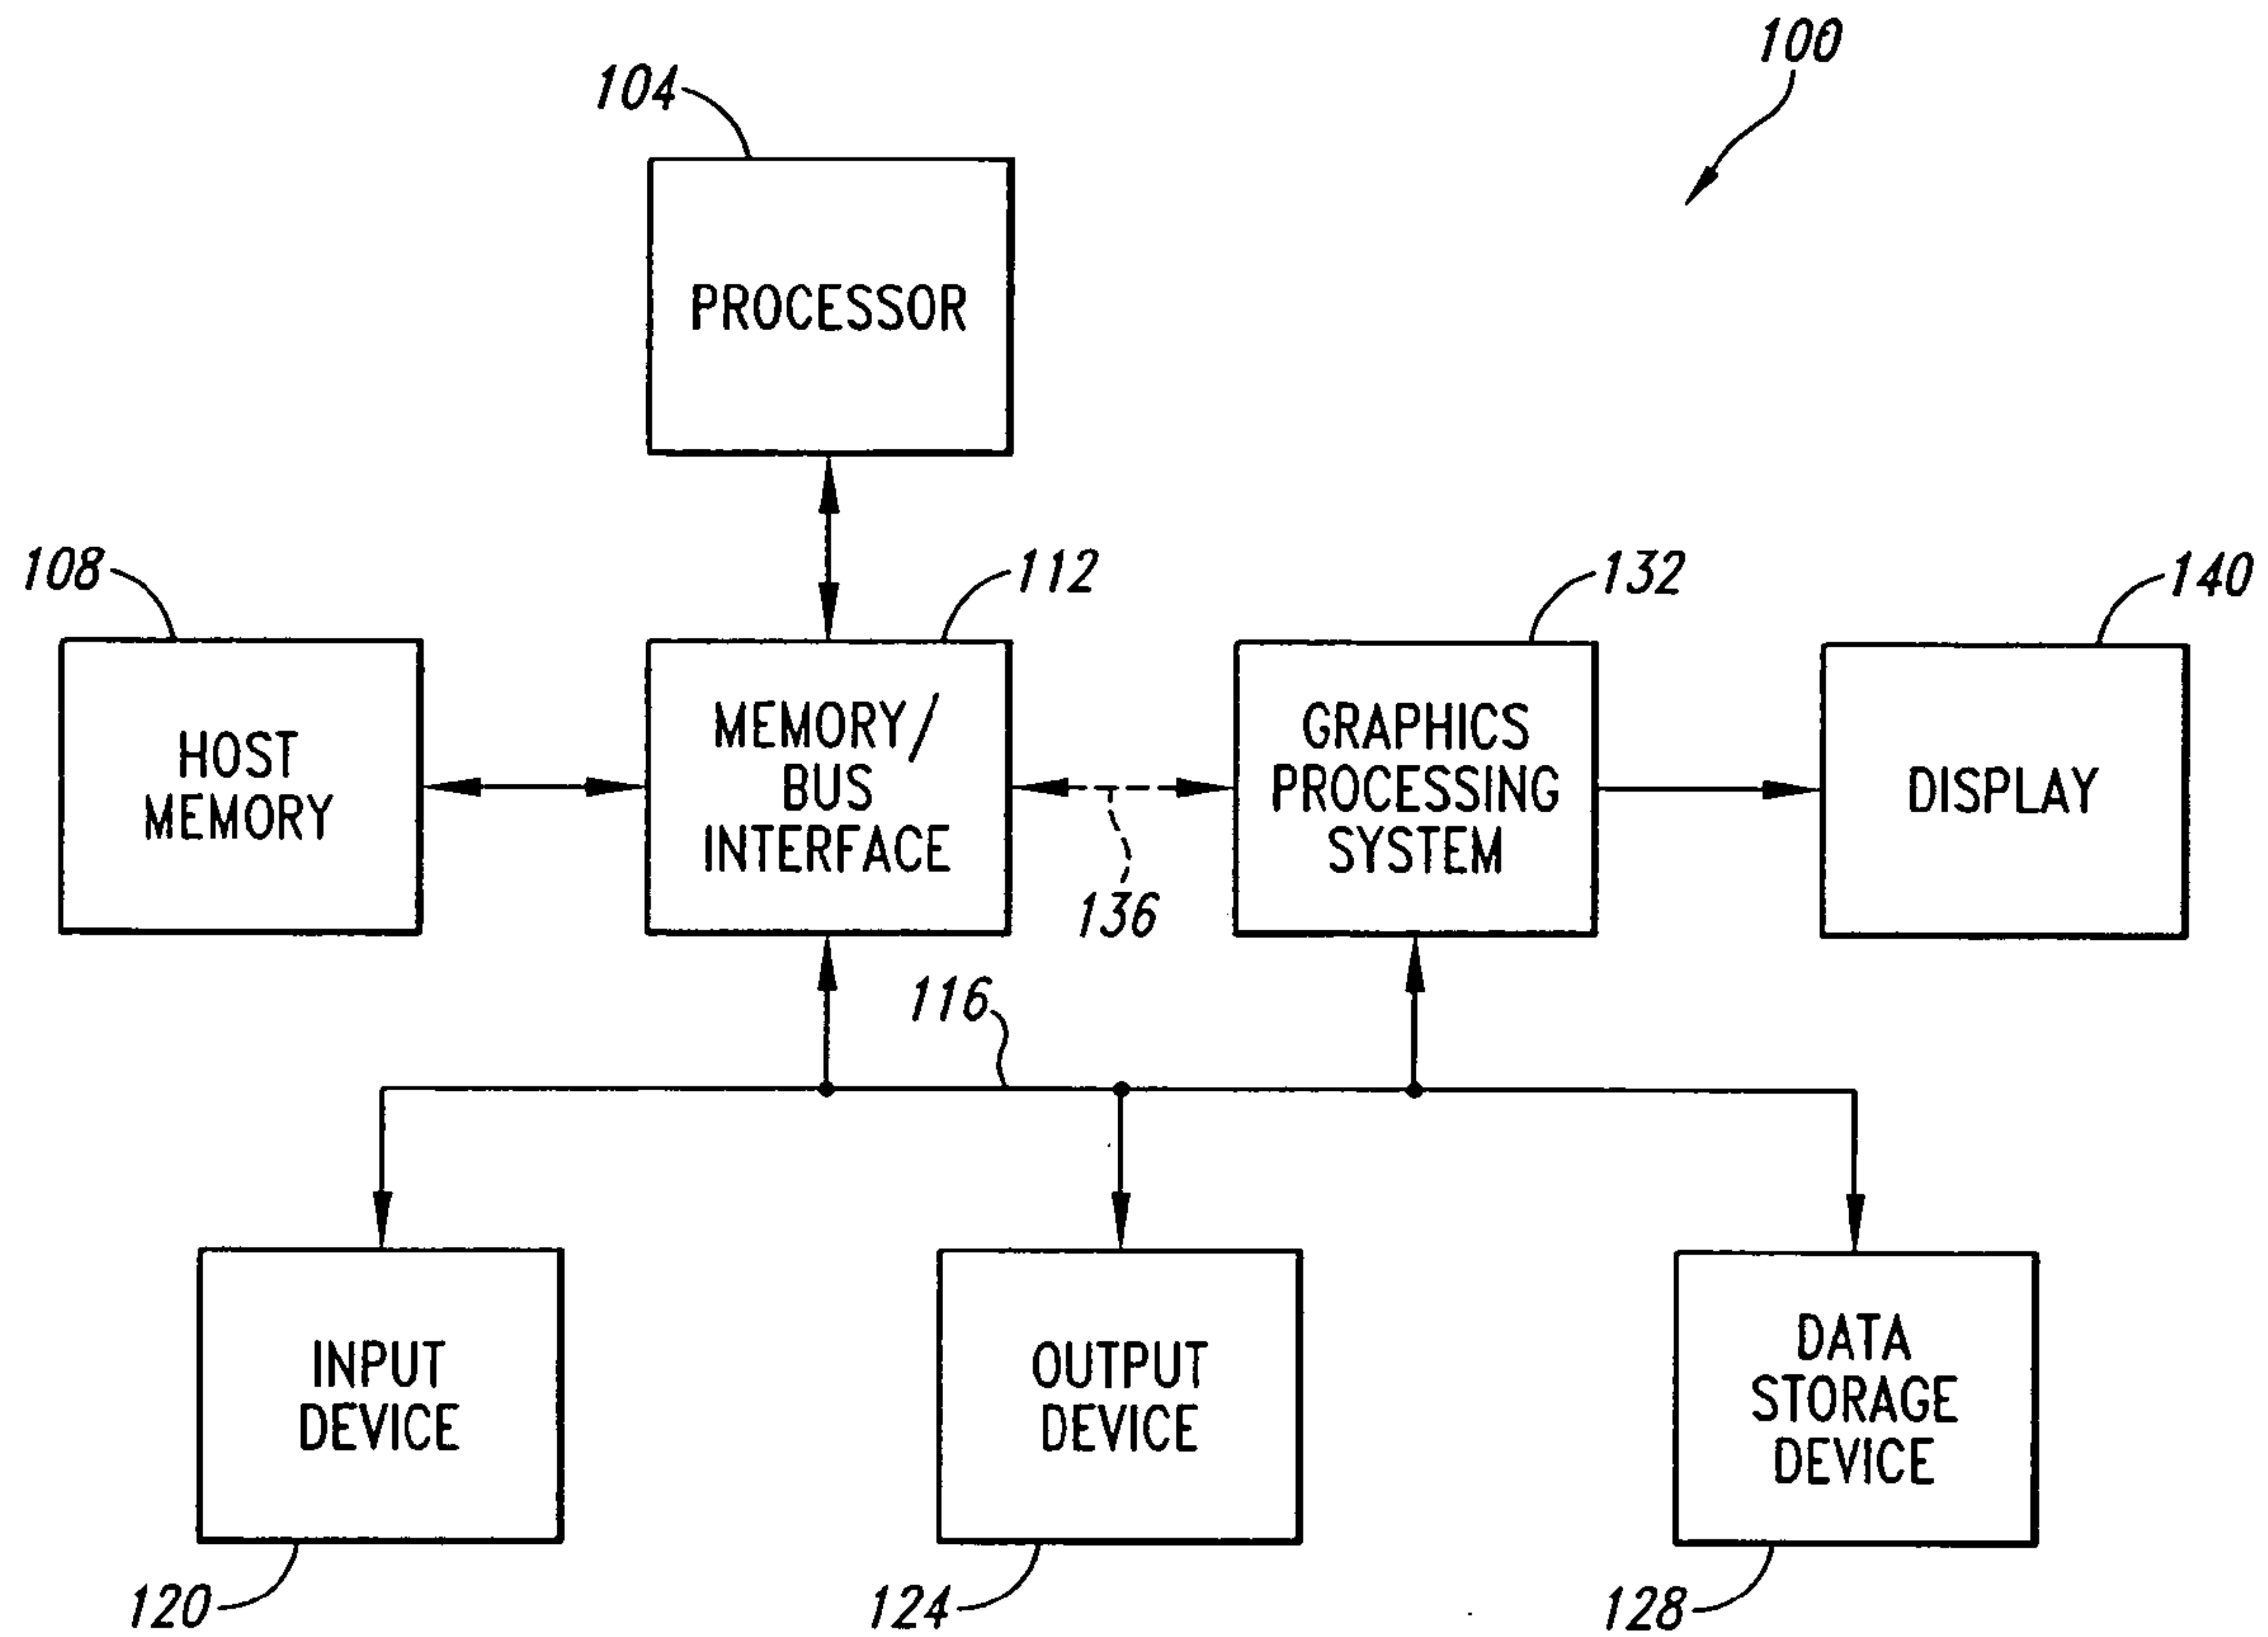 100
104
PROCESSOR
108
112
132
140
HOST
MEMORY
MEMORY/
BUS
INTERFACE
GRAPHICS
PROCESSING
SYSTEM
DISPLAY
136
116
INPUT
DEVICE
OUTPUT
DEVICE
DATA
STORAGE
DEVICE
120
124
128